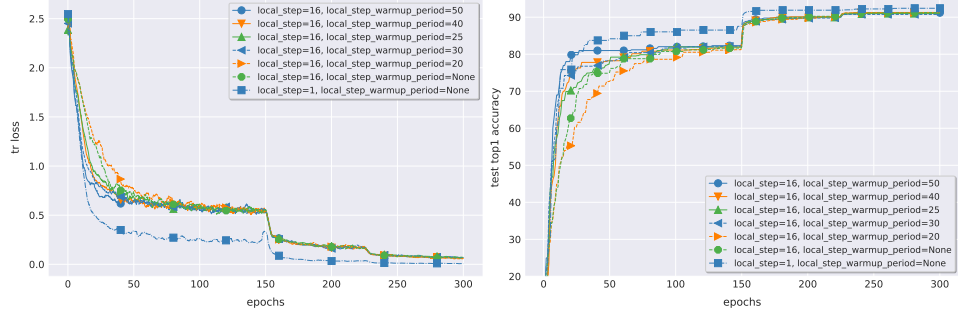 2.5
2.0
1.5
1.0
0.5
0.0
tr loss
0
50
100
150
200
250
300
epochs
local_step=16, local_step_warmup_period=50
local_step=16, local_step_warmup_period=40
local_step=16, local_step_warmup_period=25
local_step=16, local_step_warmup_period=30
local_step=16, local_step_warmup_period=20
local_step=16, local_step_warmup_period=None
local_step=1, local_step_warmup_period=None
90
80
70
60
50
40
30
20
test top1 accuracy
0
50
100
150
200
250
300
epochs
local_step=16, local_step_warmup_period=50
local_step=16, local_step_warmup_period=40
local_step=16, local_step_warmup_period=25
local_step=16, local_step_warmup_period=30
local_step=16, local_step_warmup_period=20
local_step=16, local_step_warmup_period=None
local_step=1, local_step_warmup_period=None